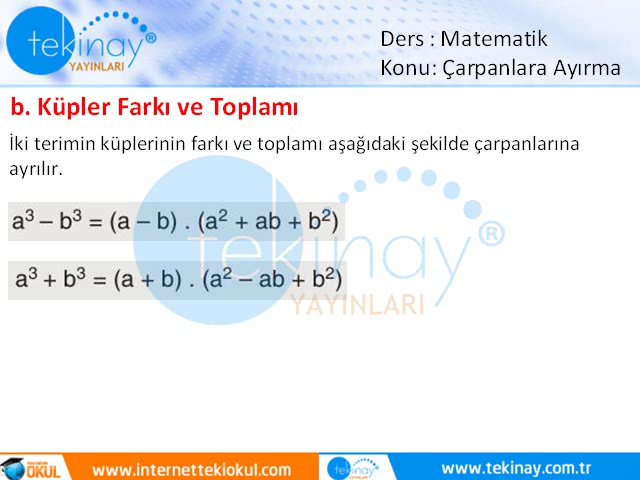 tekinay®
YAYINLARI
Ders : Matematik
Konu: Çarpanlara Ayırma
b. Küpler Farkı ve Toplamı
İki terimin küplerinin farkı ve toplamı aşağıdaki şekilde çarpanlarına
ayrılır.
a³ – b³ = (a – b) . (a² + ab + b²)
a³ + b³ = (a + b) . (a² – ab + b²)
tekinay®
YAYINLARI
OKUL
www.internettekiokul.com
tekinay
www.tekinay.com.tr